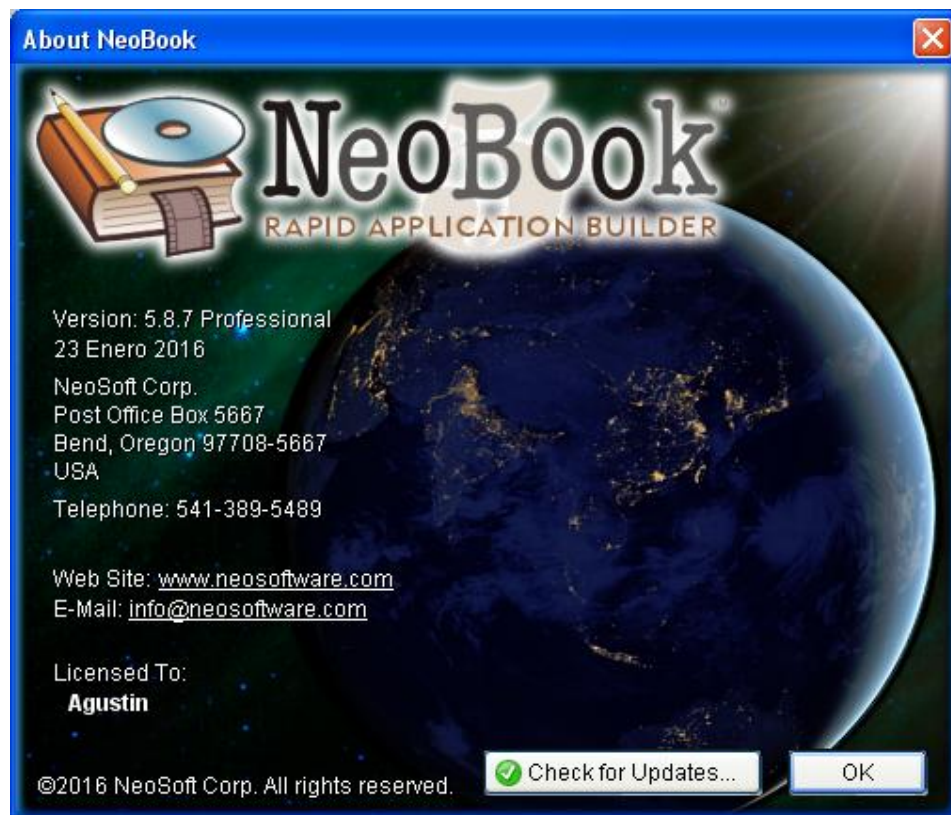 About NeoBook
NeoBook™
5
RAPID APPLICATION BUILDER
Version: 5.8.7 Professional
23 Enero 2016
NeoSoft Corp.
Post Office Box 5667
Bend, Oregon 97708-5667
USA
Telephone: 541-389-5489
Web Site: www.neosoftware.com
E-Mail: info@neosoftware.com
Licensed To:
Agustin
©2016 NeoSoft Corp. All rights reserved.
Check for Updates...
OK